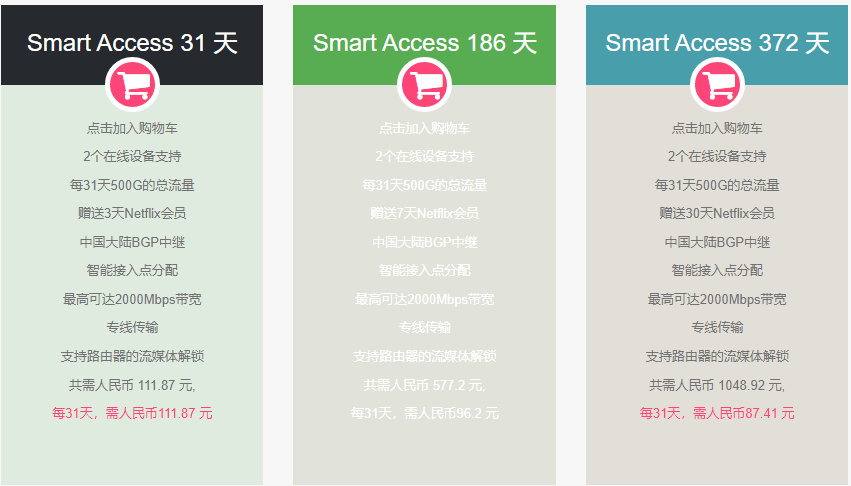 Smart Access 31 天
点击加入购物车
2个在线设备支持
每31天500G的总流量
赠送3天Netflix会员
中国大陆BGP中继
智能接入点分配
最高可达2000Mbps带宽
专线传输
支持路由器的流媒体解锁
共需人民币 111.87 元,
每31天，需人民币111.87 元
Smart Access 186 天
点击加入购物车
2个在线设备支持
每31天500G的总流量
赠送7天Netflix会员
中国大陆BGP中继
智能接入点分配
最高可达2000Mbps带宽
专线传输
支持路由器的流媒体解锁
共需人民币 577.2 元,
每31天，需人民币96.2 元
Smart Access 372 天
点击加入购物车
2个在线设备支持
每31天500G的总流量
赠送30天Netflix会员
中国大陆BGP中继
智能接入点分配
最高可达2000Mbps带宽
专线传输
支持路由器的流媒体解锁
共需人民币 1048.92 元,
每31天，需人民币87.41 元